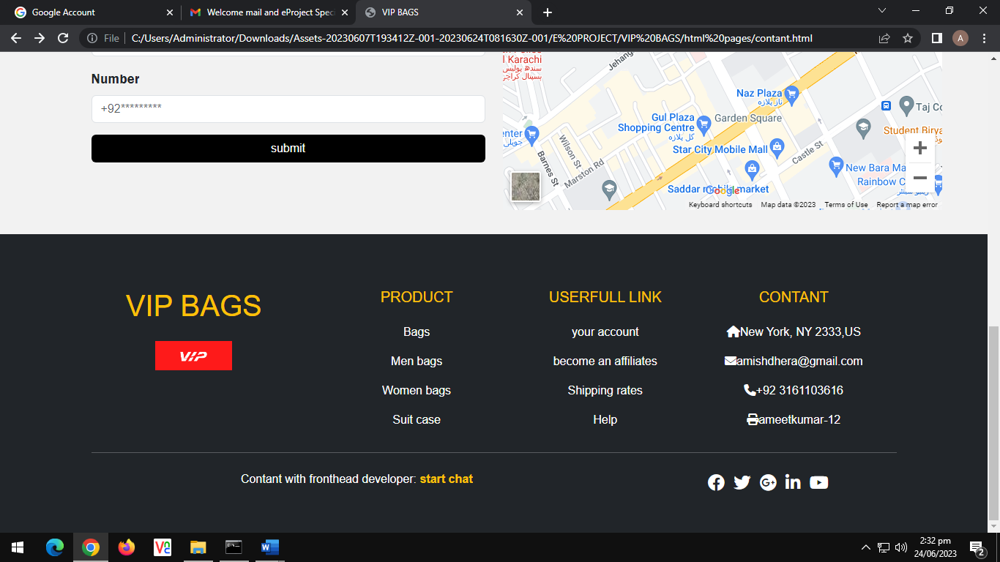 Google Account
Welcome mail and eProject Speci
VIP BAGS
File
C:/Users/Administrator/Downloads/Assets-20230607T193412Z-001-20230624T081630Z-001/E%20PROJECT/VIP%20BAGS/html%20pages/contant.html
A
Number
+92*********
submit
l Karachi
سندھ پولیس
Jehang
Naz Plaza
ناز پلازہ
Taj Co
Gul Plaza
Shopping Centre
گل پلازہ
Garden Square
Student Birya
enter
Star City Mobile Mall
Wilson St
Barnes St
Marston Rd
Castle St
New Bara Ma
Rainbow C
Saddar mobile market
Google
Keyboard shortcuts
Map data ©2023
Terms of Use
Report a map error
VIP BAGS
VIP
PRODUCT
Bags
Men bags
Women bags
Suit case
USERFULL LINK
your account
become an affiliates
Shipping rates
Help
CONTANT
New York, NY 2333,US
amishdhera@gmail.com
+92 3161103616
ameetkumar-12
Contant with fronthead developer: start chat
2:32 pm
24/06/2023
2